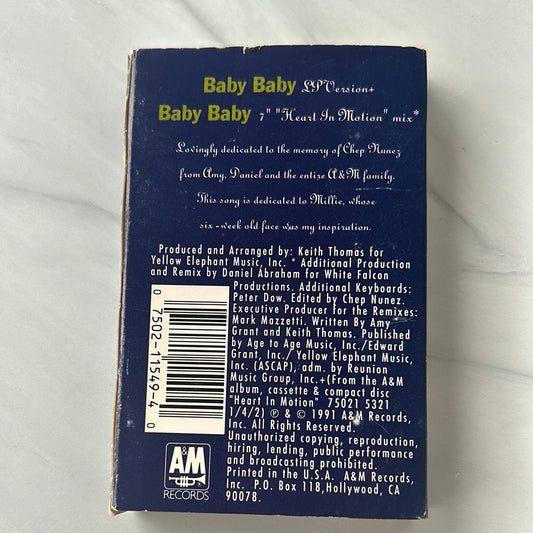 Baby Baby LP Version+
Baby Baby 7" "Heart In Motion" mix*
Lovingly dedicated to the memory of Chep Nunez
from Amy, Daniel and the entire A&M family.
This song is dedicated to Millie, whose
six-week old face was my inspiration.
Produced and Arranged by: Keith Thomas for
Yellow Elephant Music, Inc. * Additional Production
and Remix by Daniel Abraham for White Falcon
Productions. Additional Keyboards:
Peter Dow. Edited by Chep Nunez.
Executive Producer for the Remixes:
Mark Mazzetti. Written By Amy
Grant and Keith Thomas. Published
by Age to Age Music, Inc./Edward
Grant, Inc./ Yellow Elephant Music,
Inc. (ASCAP), adm. by Reunion
Music Group, Inc.+(From the A&M
album, cassette & compact disc
"Heart In Motion" 75021 5321
1/4/2) ℗ & © 1991 A&M Records,
Inc. All Rights Reserved.
Unauthorized copying, reproduction,
hiring, lending, public performance
and broadcasting prohibited.
Printed in the U.S.A. A&M Records,
Inc. P.O. Box 118, Hollywood, CA
90078.
0 7502-11549-4 0
A&M
RECORDS